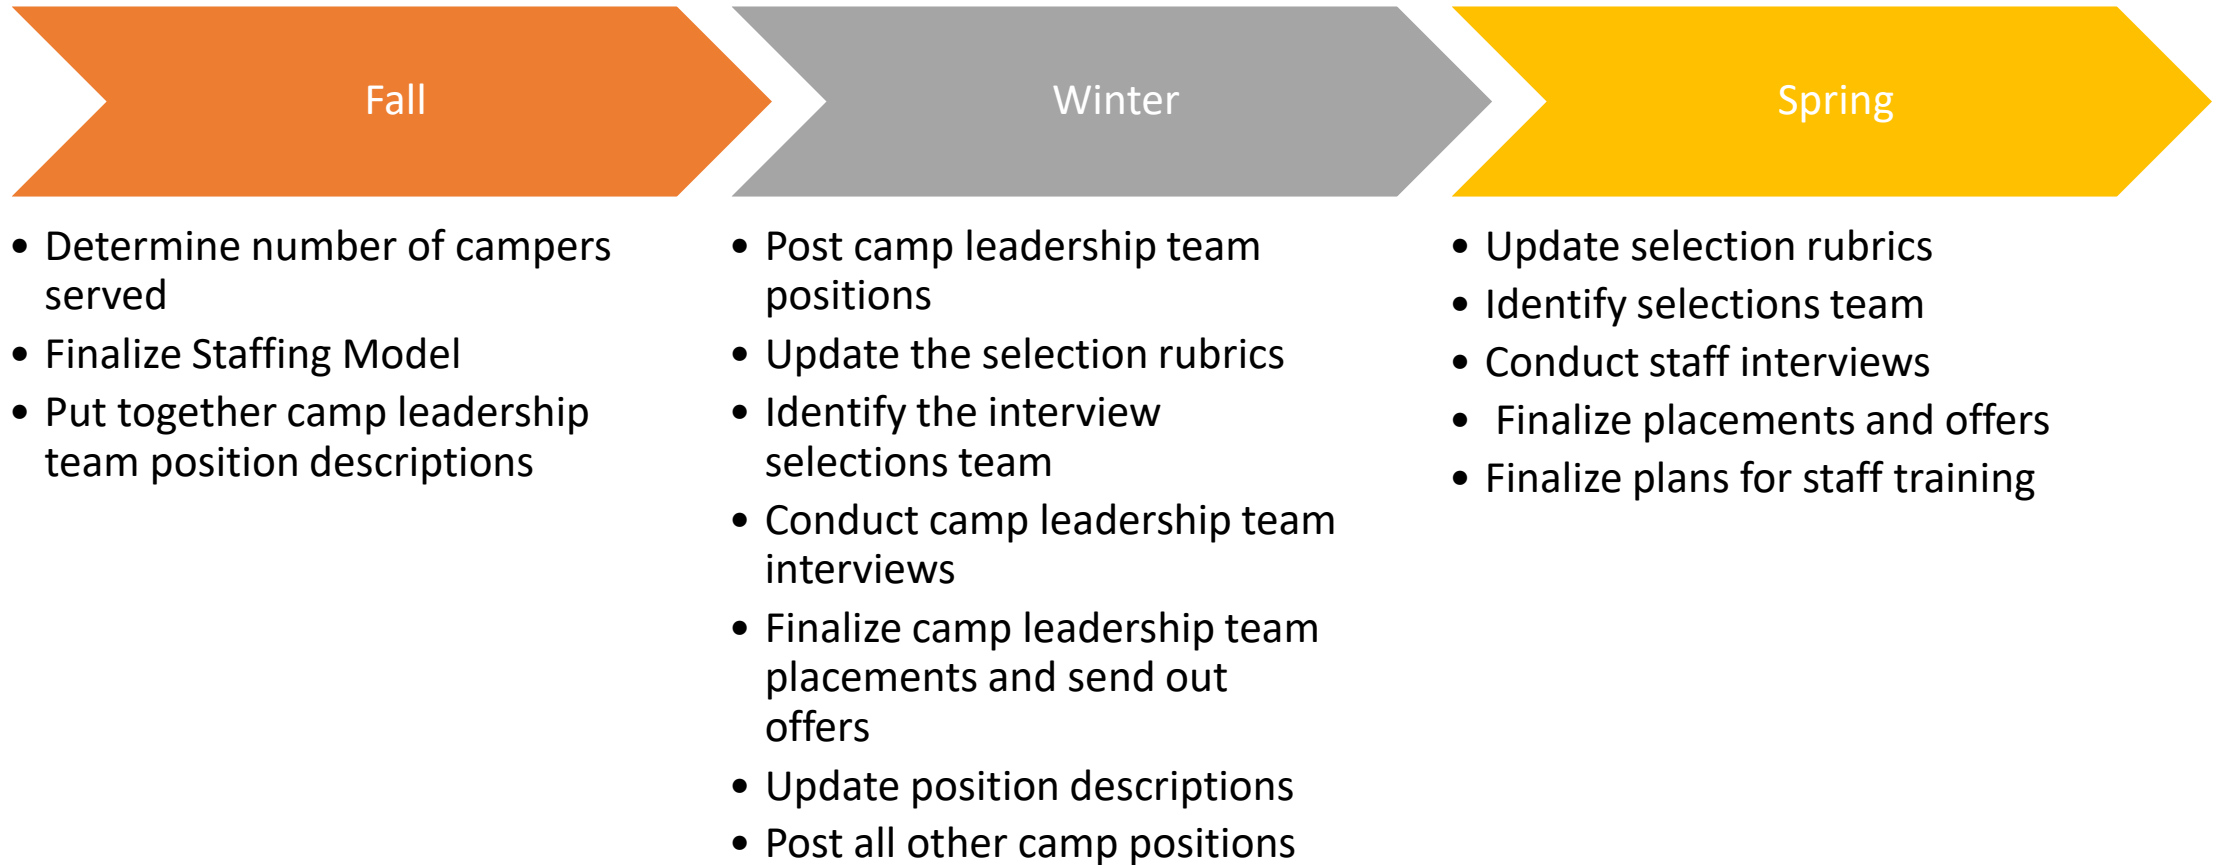 Fall
• Determine number of campers
served
• Finalize Staffing Model
• Put together camp leadership
team position descriptions
Winter
• Post camp leadership team
positions
• Update the selection rubrics
• Identify the interview
selections team
• Conduct camp leadership team
interviews
• Finalize camp leadership team
placements and send out
offers
• Update position descriptions
• Post all other camp positions
Spring
• Update selection rubrics
• Identify selections team
• Conduct staff interviews
• Finalize placements and offers
• Finalize plans for staff training